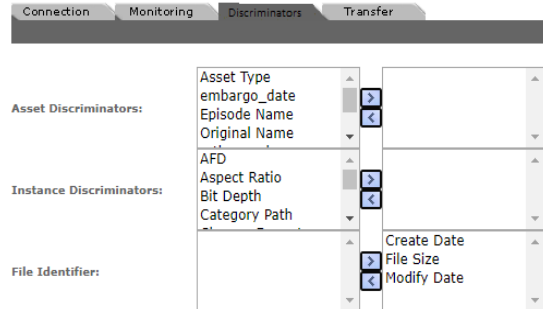 Connection Monitoring Discriminators Transfer
Asset Discriminators:
Asset Type
embargo_date
Episode Name
Original Name
Instance Discriminators:
AFD
Aspect Ratio
Bit Depth
Category Path
File Identifier:
Create Date
File Size
Modify Date